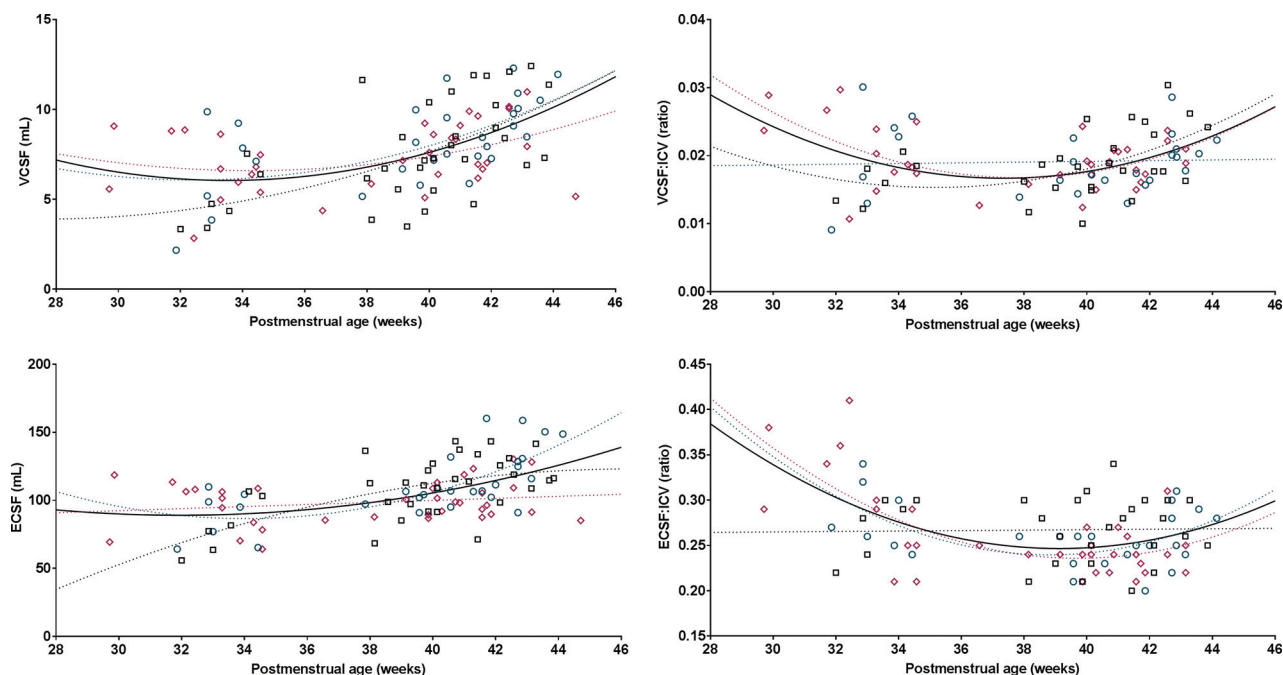 15
10
5
0
VCSF (mL)
28 30 32 34 36 38 40 42 44 46
Postmenstrual age (weeks)
0.04
0.03
0.02
0.01
0.00
VCSF:ICV (ratio)
28 30 32 34 36 38 40 42 44 46
Postmenstrual age (weeks)
200
150
100
50
0
ECSF (mL)
28 30 32 34 36 38 40 42 44 46
Postmenstrual age (weeks)
0.45
0.40
0.35
0.30
0.25
0.20
0.15
ECSF:ICV (ratio)
28 30 32 34 36 38 40 42 44 46
Postmenstrual age (weeks)